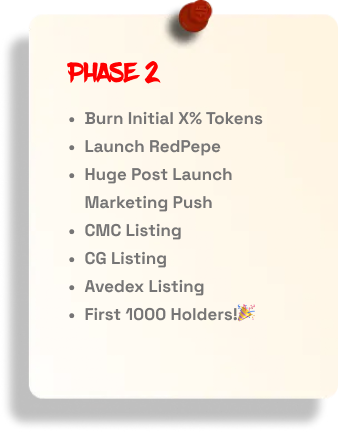 PHASE 2
• Burn Initial X% Tokens
• Launch RedPepe
• Huge Post Launch
Marketing Push
• CMC Listing
• CG Listing
• Avedex Listing
• First 1000 Holders!🎉